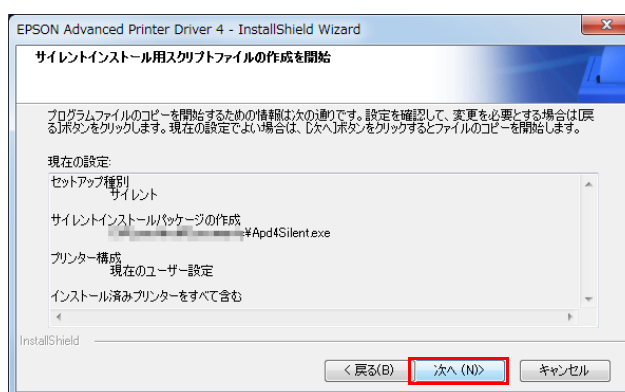 EPSON Advanced Printer Driver 4 - InstallShield Wizard
サイレントインストール用スクリプトファイルの作成を開始
プログラムファイルのコピーを開始するための情報は次の通りです。設定を確認して、変更を必要とする場合は[戻
る]ボタンをクリックします。現在の設定でよい場合は、[次へ]ボタンをクリックするとファイルのコピーを開始します。
現在の設定:
セットアップ種別
サイレント
サイレントインストールパッケージの作成
¥Apd4Silent.exe
プリンター構成
現在のユーザー設定
インストール済みプリンターをすべて含む
InstallShield
< 戻る(B)
次へ (N)>
キャンセル